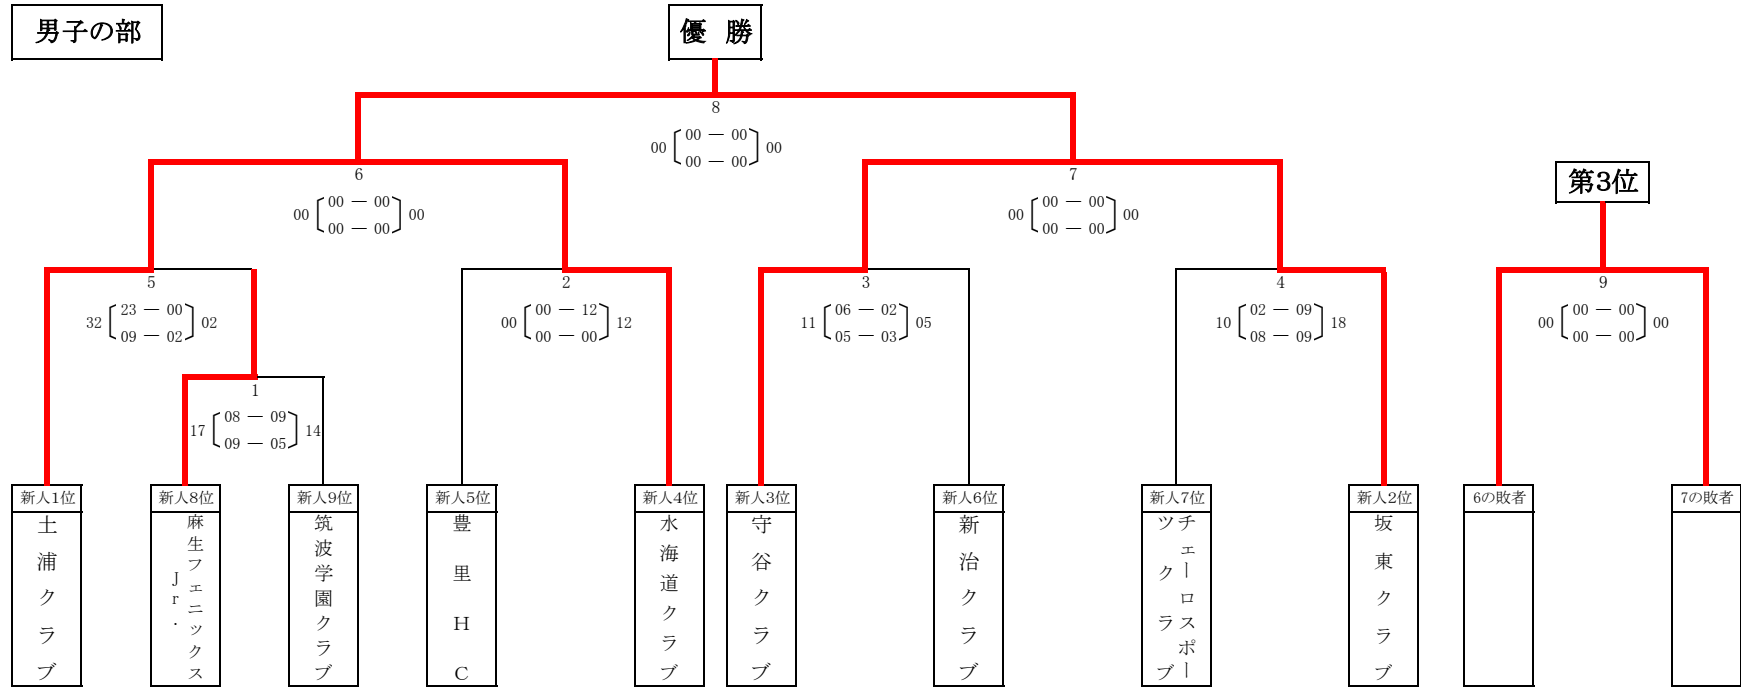 男子の部
優 勝
8
00 00 ― 00 00
00 ― 00
6
00 00 ― 00 00
00 ― 00
7
00 00 ― 00 00
00 ― 00
第3位
5
32 23 ― 00 02
09 ― 02
2
00 00 ― 12 12
00 ― 00
3
11 06 ― 02 05
05 ― 03
4
10 02 ― 09 18
08 ― 09
9
00 00 ― 00 00
00 ― 00
1
17 08 ― 09 14
09 ― 05
新人1位
土浦クラブ
新人8位
麻生フェニックス
Jr.
新人9位
筑波学園クラブ
新人5位
豊里HC
新人4位
水海道クラブ
新人3位
守谷クラブ
新人6位
新治クラブ
新人7位
チェーロスポー
ツクラブ
新人2位
坂東クラブ
6の敗者
7の敗者